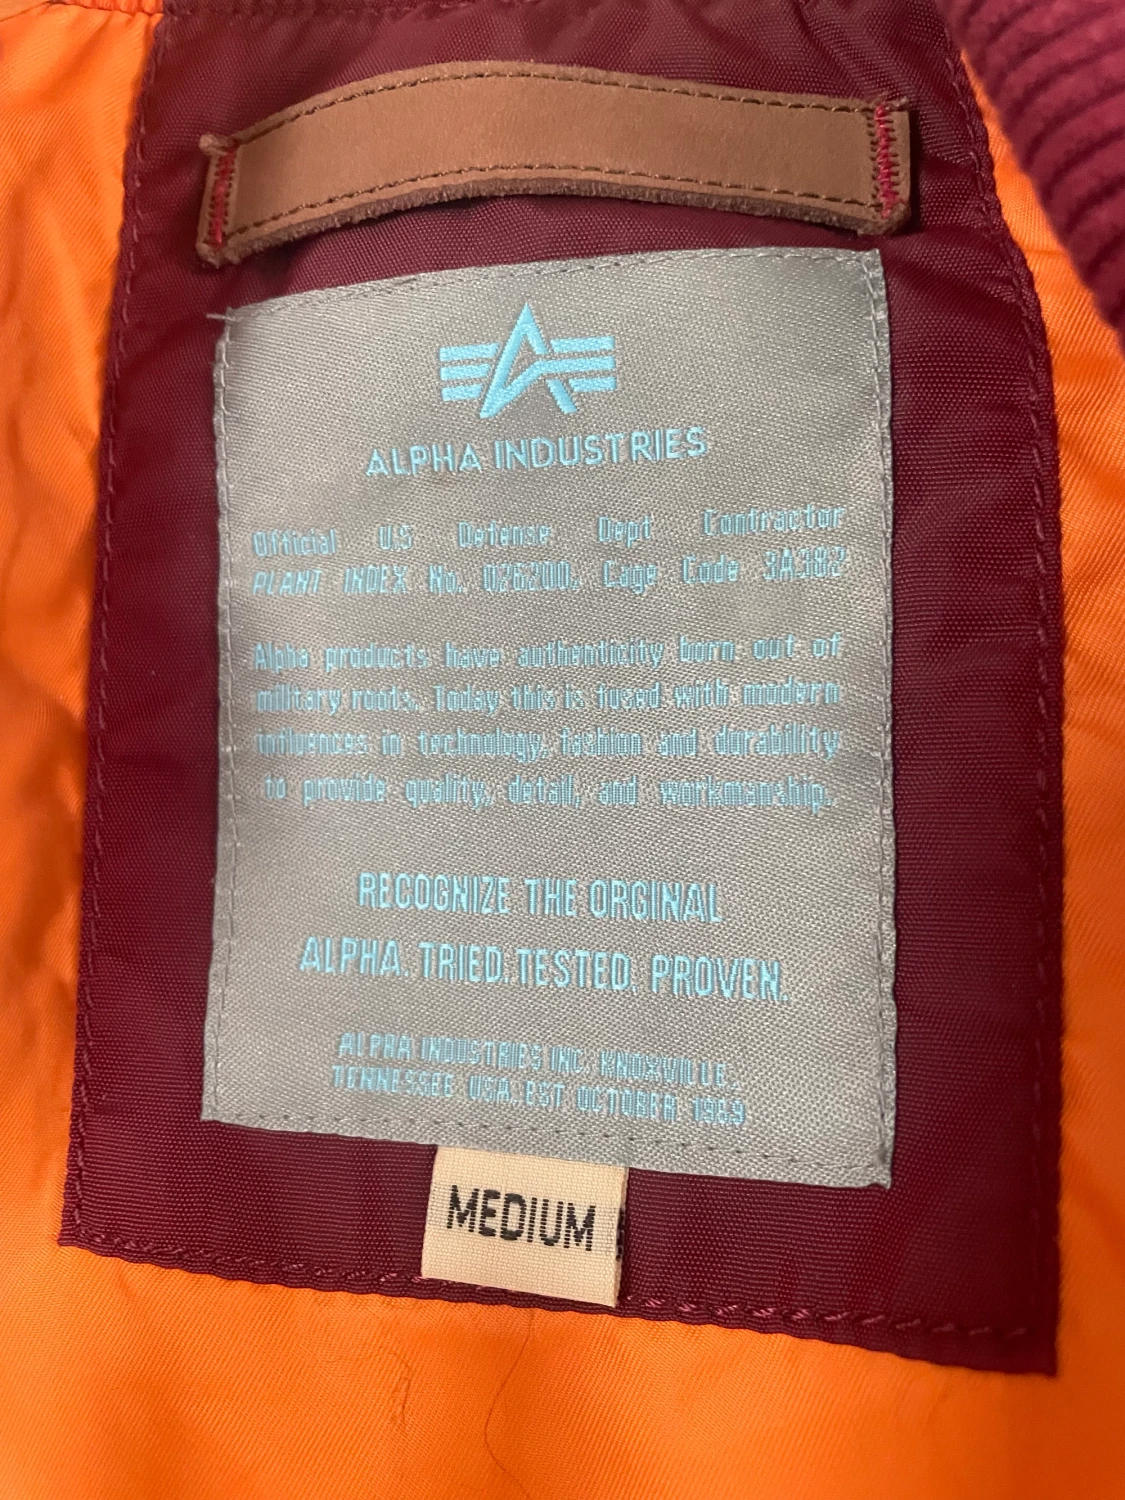 ALPHA INDUSTRIES
Official U.S Defense Dept Contractor
PLANT INDEX No. 026200. Cage Code 3A382
Alpha products have authenticity born out of
military roots. Today this is fused with modern
influences in technology, fashion and durability
to provide quality, detail, and workmanship.
RECOGNIZE THE ORGINAL
ALPHA. TRIED. TESTED. PROVEN.
ALPHA INDUSTRIES INC. KNOXVILLE,
TENNESSEE USA. EST OCTOBER 1959
MEDIUM